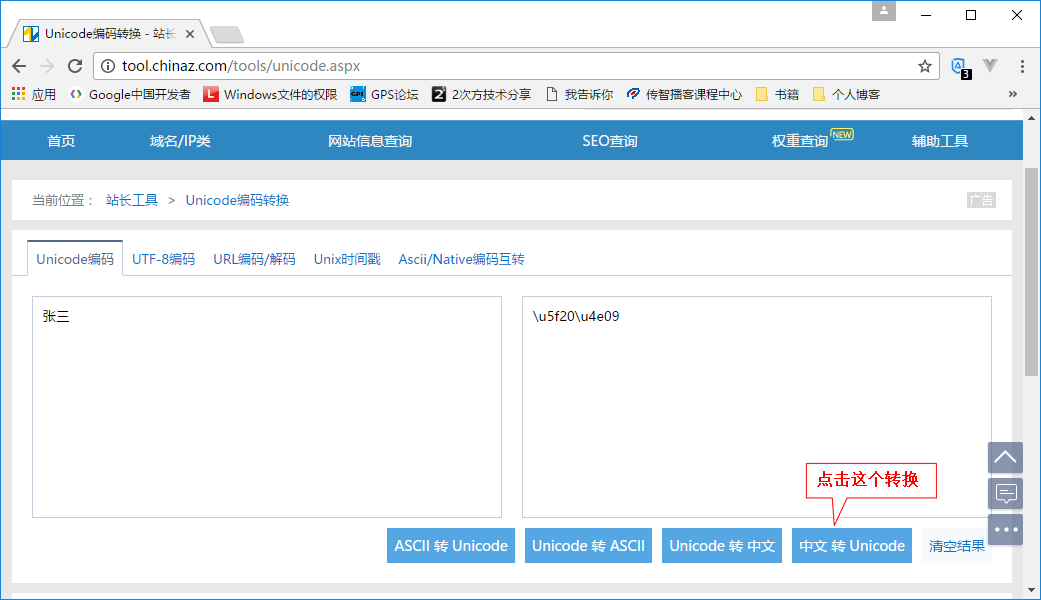 Unicode编码转换 - 站长
tool.chinaz.com/tools/unicode.aspx
3
应用 Google中国开发者 L Windows文件的权限 GPS论坛 2 2次方技术分享 我告诉你 传智播客课程中心 书籍 个人博客 »
首页 域名/IP类 网站信息查询 SEO查询 权重查询 NEW 辅助工具
当前位置： 站长工具 > Unicode编码转换 广告
Unicode编码 UTF-8编码 URL编码/解码 Unix时间戳 Ascii/Native编码互转
张三 \u5f20\u4e09
点击这个转换
ASCII 转 Unicode Unicode 转 ASCII Unicode 转 中文 中文 转 Unicode 清空结果